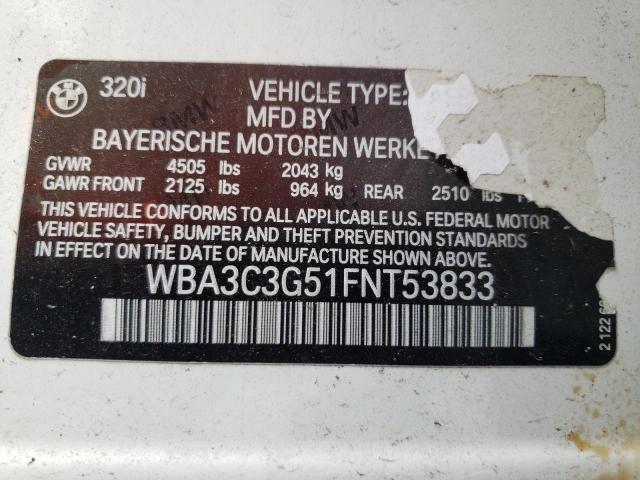 320i VEHICLE TYPE:
MFD BY
BAYERISCHE MOTOREN WERKE
GVWR 4505 lbs 2043 kg
GAWR FRONT 2125 lbs 964 kg REAR 2510 lbs
THIS VEHICLE CONFORMS TO ALL APPLICABLE U.S. FEDERAL MOTOR
VEHICLE SAFETY, BUMPER AND THEFT PREVENTION STANDARDS
IN EFFECT ON THE DATE OF MANUFACTURE SHOWN ABOVE.
WBA3C3G51FNT53833
2 122